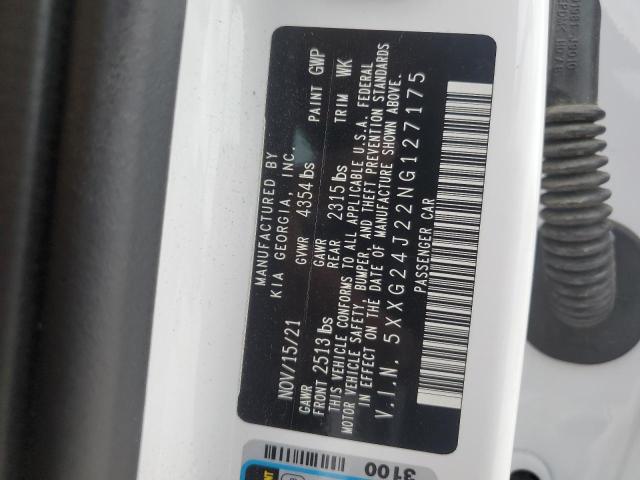 MANUFACTURED BY
KIA GEORGIA, INC.
NOV/15/21 GVWR 4354 lbs PAINT GWP
GAWR GAWR
FRONT 2513 lbs REAR 2315 lbs TRIM WK
THIS VEHICLE CONFORMS TO ALL APPLICABLE U.S.A. FEDERAL
MOTOR VEHICLE SAFETY, BUMPER, AND THEFT PREVENTION STANDARDS
IN EFFECT ON THE DATE OF MANUFACTURE SHOWN ABOVE.
V.I.N. 5XXG24J22NG127175
PASSENGER CAR
3100